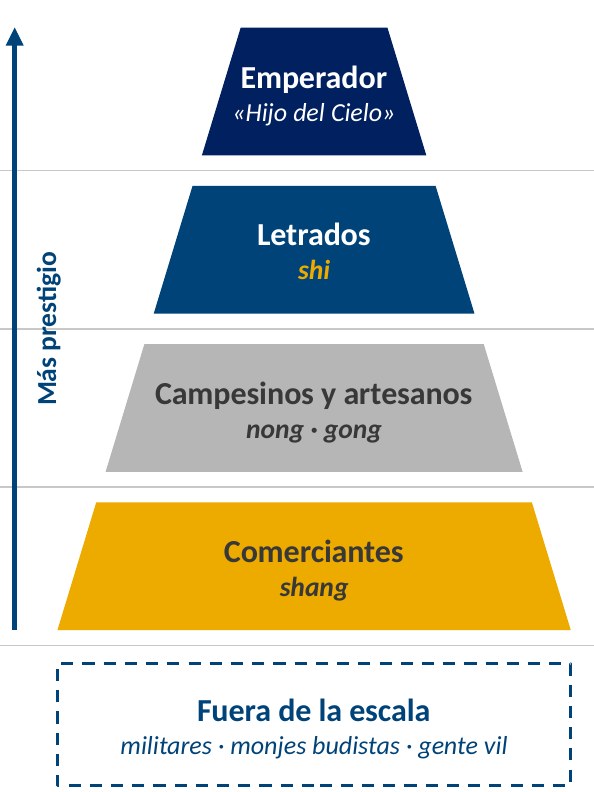 Emperador
«Hijo del Cielo»
Letrados
shi
Más prestigio
Campesinos y artesanos
nong · gong
Comerciantes
shang
Fuera de la escala
militares · monjes budistas · gente vil